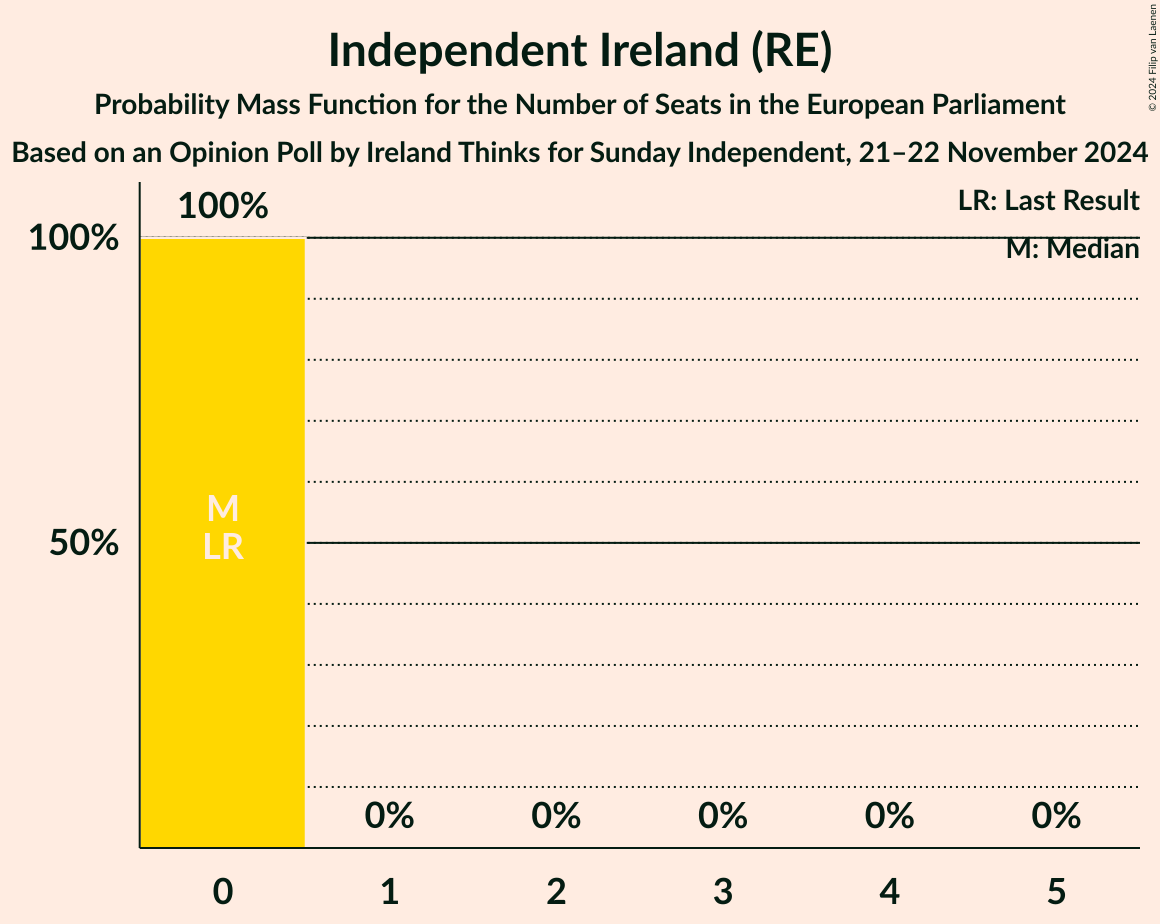 Independent Ireland (RE)
Probability Mass Function for the Number of Seats in the European Parliament
Based on an Opinion Poll by Ireland Thinks for Sunday Independent, 21–22 November 2024
© 2024 Filip van Laenen
LR: Last Result
M: Median
100%
100%
50%
M
LR
0% 0% 0% 0% 0%
0 1 2 3 4 5